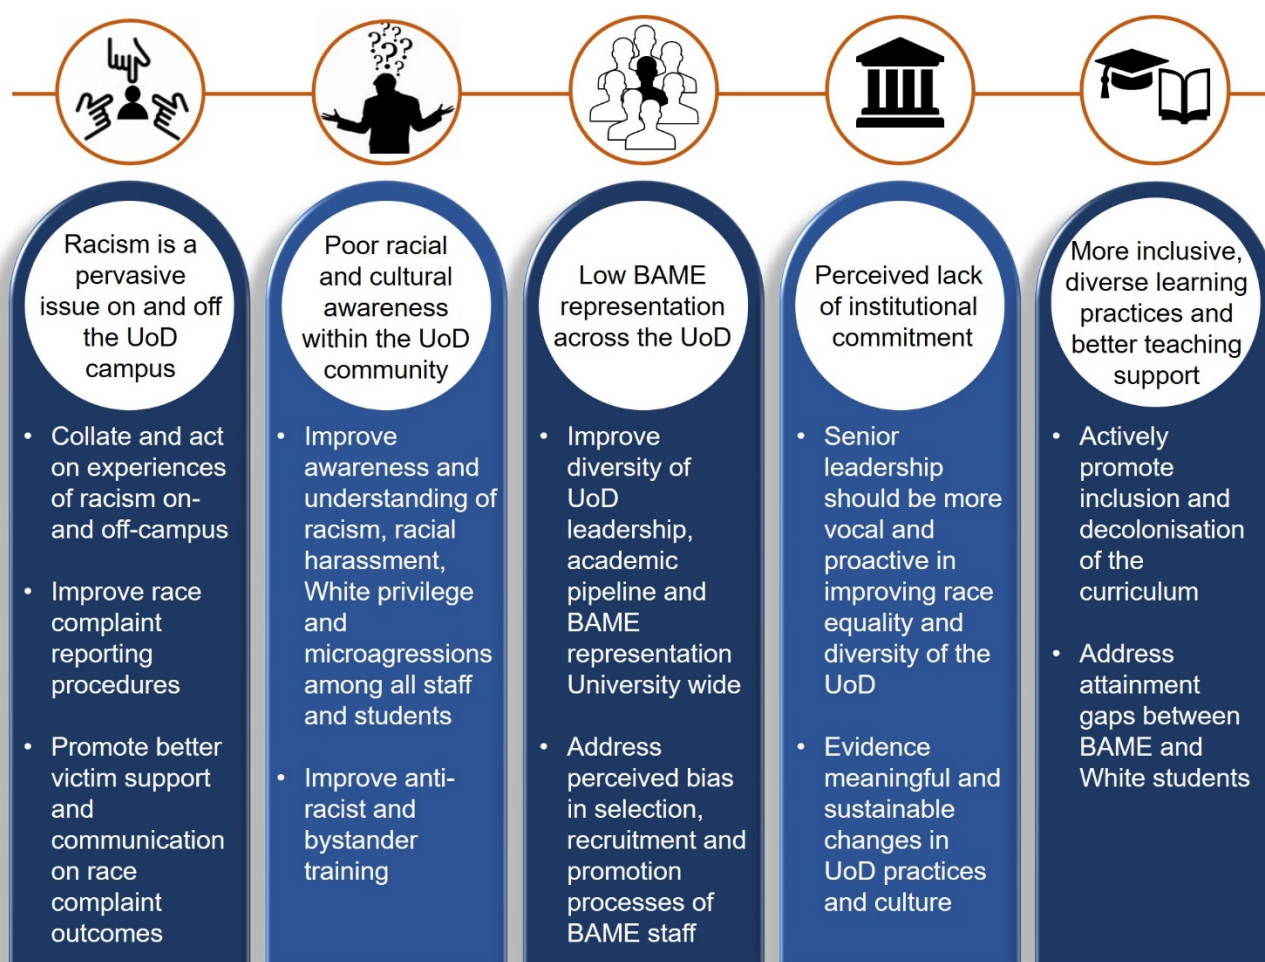 ???
???
???
?
Racism is a
pervasive
issue on and off
the UoD
campus
• Collate and act
on experiences
of racism on-
and off-campus
• Improve race
complaint
reporting
procedures
• Promote better
victim support
and
communication
on race
complaint
outcomes
Poor racial
and cultural
awareness
within the UoD
community
• Improve
awareness and
understanding of
racism, racial
harassment,
White privilege
and
microagressions
among all staff
and students
• Improve anti-
racist and
bystander
training
Low BAME
representation
across the UoD
• Improve
diversity of
UoD
leadership,
academic
pipeline and
BAME
representation
University wide
• Address
perceived bias
in selection,
recruitment and
promotion
processes of
BAME staff
Perceived lack
of institutional
commitment
• Senior
leadership
should be more
vocal and
proactive in
improving race
equality and
diversity of the
UoD
• Evidence
meaningful and
sustainable
changes in
UoD practices
and culture
More inclusive,
diverse learning
practices and
better teaching
support
• Actively
promote
inclusion and
decolonisation
of the
curriculum
• Address
attainment
gaps between
BAME and
White students